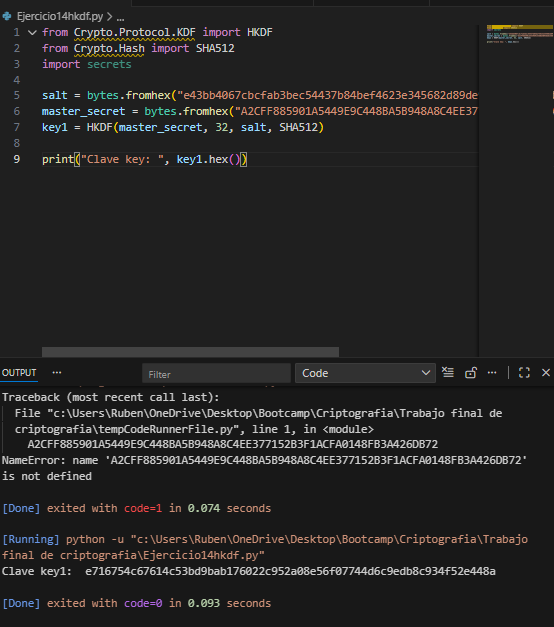 Ejercicio14hkdf.py > ...
1 from Crypto.Protocol.KDF import HKDF
2 from Crypto.Hash import SHA512
3 import secrets
4
5 salt = bytes.fromhex("e43bb4067cbcfab3bec54437b84bef4623e345682d89de
6 master_secret = bytes.fromhex("A2CFF885901A5449E9C448BA5B948A8C4EE37
7 key1 = HKDF(master_secret, 32, salt, SHA512)
8
9 print("Clave key: ", key1.hex())
OUTPUT ... Filter Code ...
Traceback (most recent call last):
File "c:\Users\Ruben\OneDrive\Desktop\Bootcamp\Criptografia\Trabajo final de
criptografia\tempCodeRunnerFile.py", line 1, in <module>
A2CFF885901A5449E9C448BA5B948A8C4EE377152B3F1ACFA0148FB3A426DB72
NameError: name 'A2CFF885901A5449E9C448BA5B948A8C4EE377152B3F1ACFA0148FB3A426DB72'
is not defined
[Done] exited with code=1 in 0.074 seconds
[Running] python -u "c:\Users\Ruben\OneDrive\Desktop\Bootcamp\Criptografia\Trabajo
final de criptografia\Ejercicio14hkdf.py"
Clave key1:  e716754c67614c53bd9bab176022c952a08e56f07744d6c9edb8c934f52e448a
[Done] exited with code=0 in 0.093 seconds